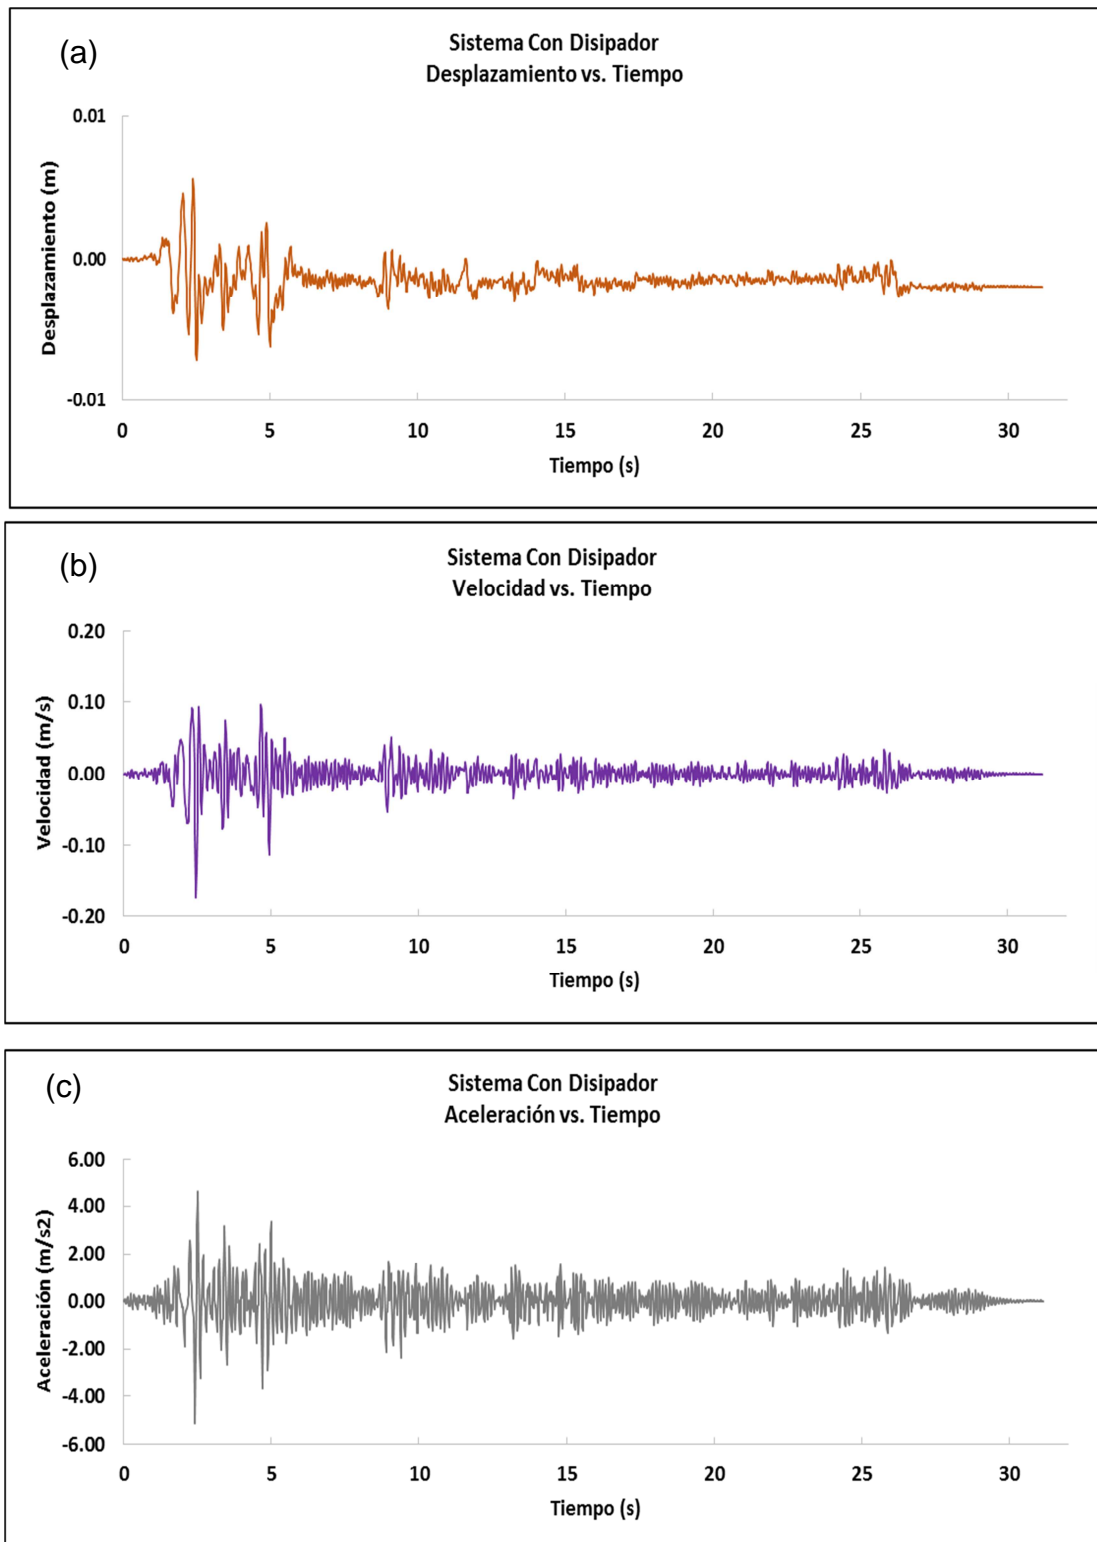 (a)
Sistema Con Disipador
Desplazamiento vs. Tiempo
0.01
0.00
-0.01
Desplazamiento (m)
0 5 10 15 20 25 30
Tiempo (s)
(b)
Sistema Con Disipador
Velocidad vs. Tiempo
0.20
0.10
0.00
-0.10
-0.20
Velocidad (m/s)
0 5 10 15 20 25 30
Tiempo (s)
(c)
Sistema Con Disipador
Aceleración vs. Tiempo
6.00
4.00
2.00
0.00
-2.00
-4.00
-6.00
Aceleración (m/s2)
0 5 10 15 20 25 30
Tiempo (s)